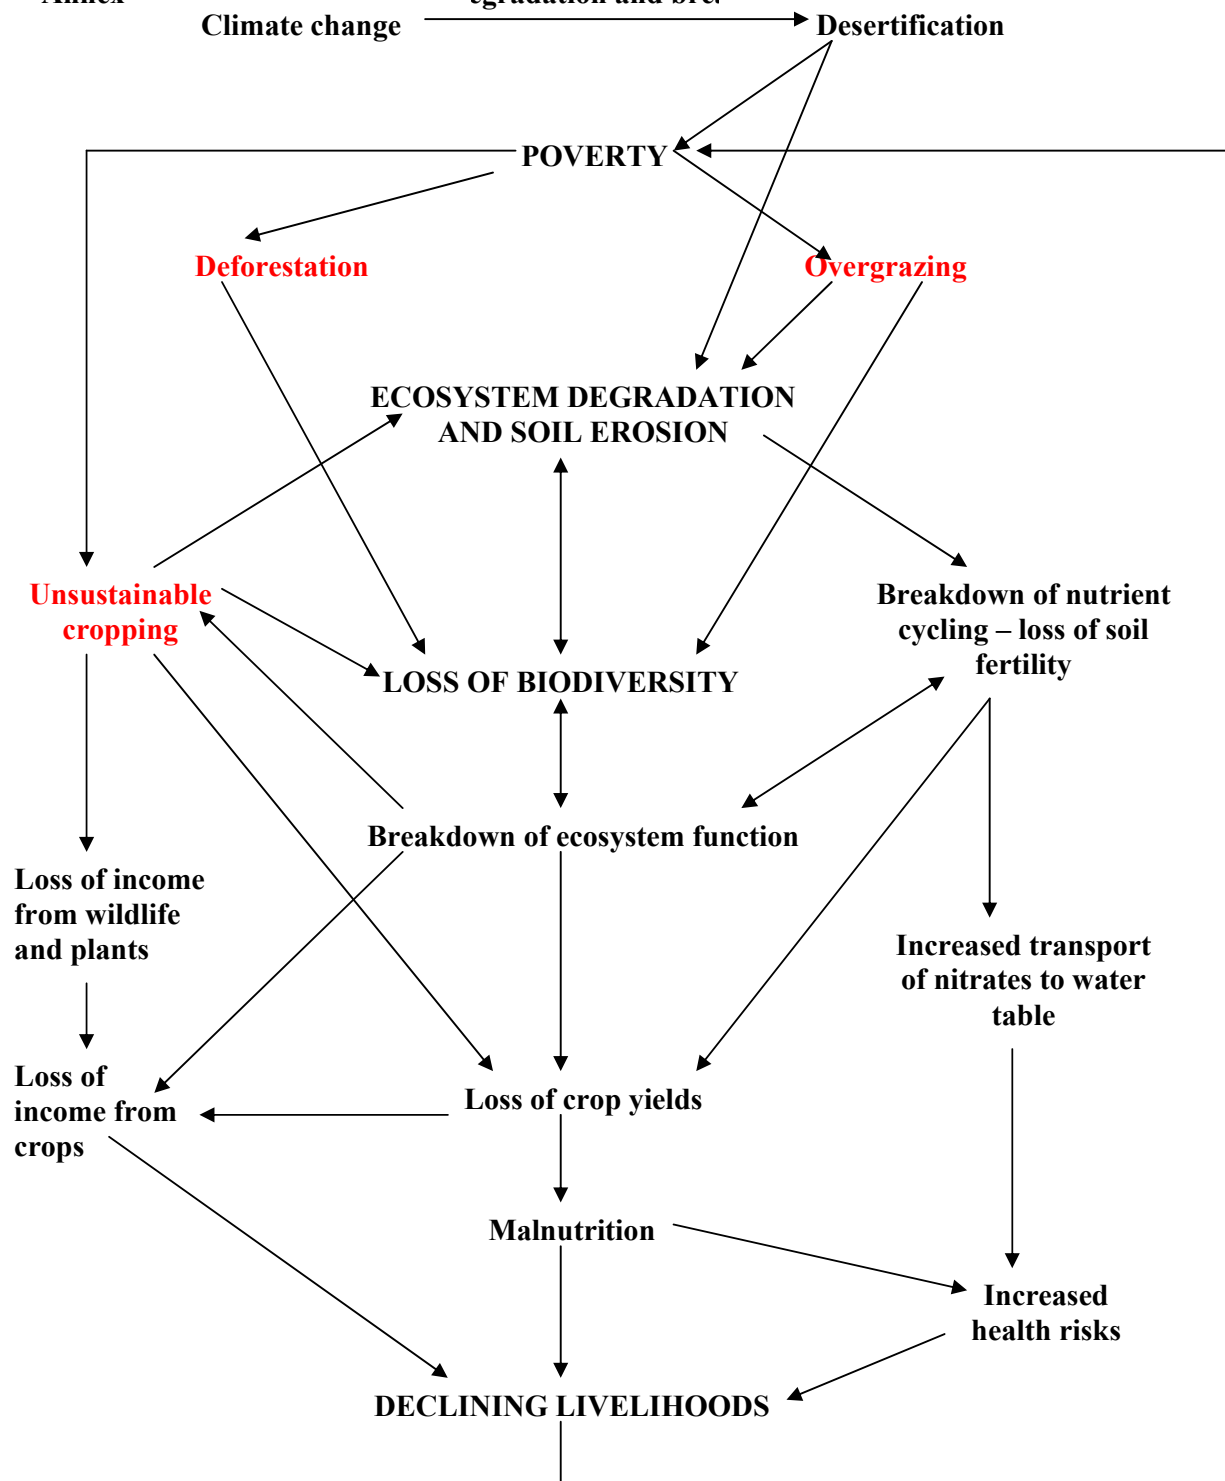 Annex
and
Climate change
Desertification
POVERTY
Deforestation
Overgrazing
ECOSYSTEM DEGRADATION
AND SOIL EROSION
Unsustainable
cropping
Breakdown of nutrient
cycling – loss of soil
fertility
LOSS OF BIODIVERSITY
Breakdown of ecosystem function
Loss of income
from wildlife
and plants
Increased transport
of nitrates to water
table
Loss of
income from
crops
Loss of crop yields
Malnutrition
Increased
health risks
DECLINING LIVELIHOODS